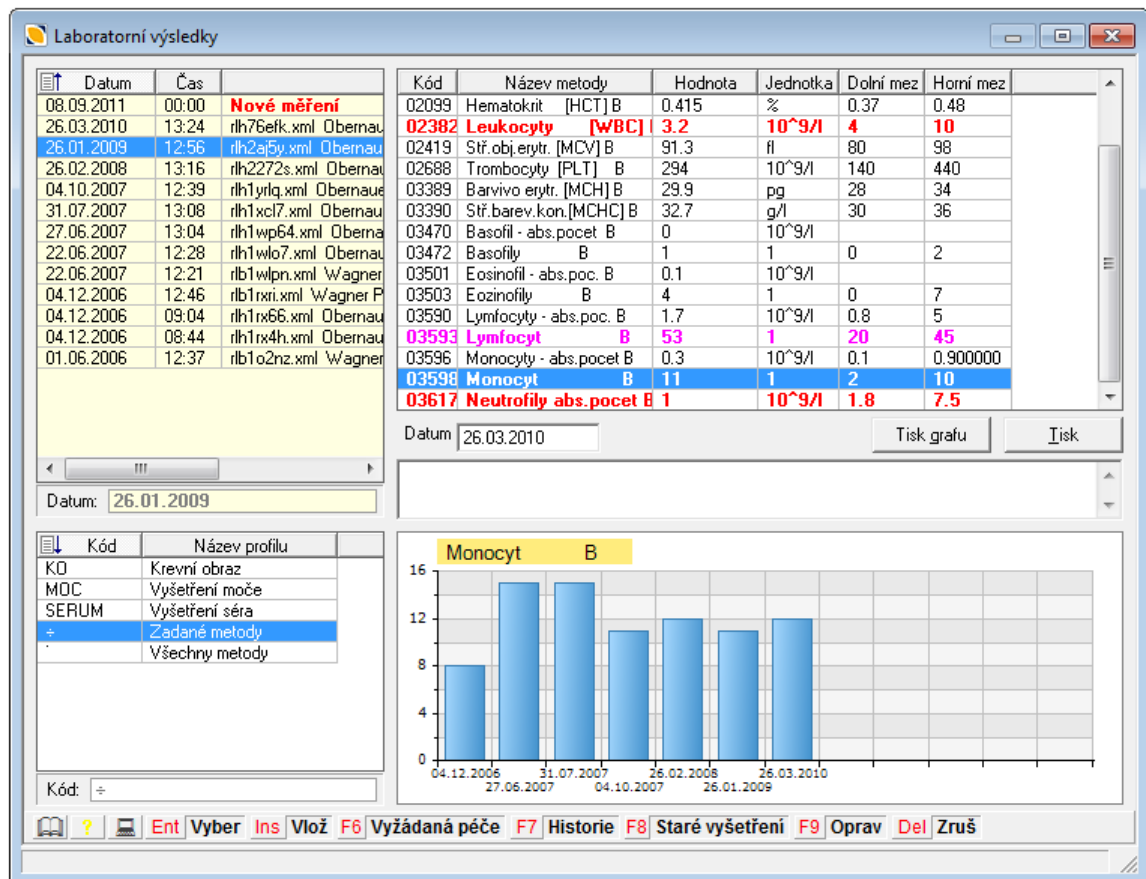 Laboratorní výsledky
Datum Čas
08.09.2011 00:00 Nové měření
26.03.2010 13:24 rlh76efk.xml Obernau
26.01.2009 12:56 rlh2aj5y.xml Obernau
26.02.2008 13:16 rlh2272s.xml Obernau
04.10.2007 12:39 rlh1yrlq.xml Obernaue
31.07.2007 13:08 rlh1xcl7.xml Obernau
27.06.2007 13:04 rlh1wp64.xml Oberna
22.06.2007 12:28 rlh1wlo7.xml Obernau
22.06.2007 12:21 rlb1wlpn.xml Wagner
04.12.2006 12:46 rlb1rxri.xml Wagner P
04.12.2006 09:04 rlh1rx66.xml Obernau
04.12.2006 08:44 rlh1rx4h.xml Obernau
01.06.2006 12:37 rlb1o2nz.xml Wagner
Datum: 26.01.2009
Kód Název metody Hodnota Jednotka Dolní mez Horní mez
02099 Hematokrit [HCT] B 0.415 % 0.37 0.48
02382 Leukocyty [WBC] 3.2 10^9/l 4 10
02419 Stř.obj.erytr. [MCV] B 91.3 fl 80 98
02688 Trombocyty [PLT] B 294 10^9/l 140 440
03389 Barvivo erytr. [MCH] B 29.9 pg 28 34
03390 Stř.barev.kon.[MCHC] B 32.7 g/l 30 36
03470 Basofil - abs.pocet B 0 10^9/l
03472 Basofily B 1 1 0 2
03501 Eosinofil - abs.poc. B 0.1 10^9/l
03503 Eozinofily B 4 1 0 7
03590 Lymfocyty - abs.poc. B 1.7 10^9/l 0.8 5
03593 Lymfocyt B 53 1 20 45
03596 Monocyty - abs.pocet B 0.3 10^9/l 0.1 0.900000
03598 Monocyt B 11 1 2 10
03617 Neutrofily abs.pocet B 1 10^9/l 1.8 7.5
Datum 26.03.2010 Tisk grafu Tisk
Kód Název profilu
KO Krevní obraz
MOC Vyšetření moče
SERUM Vyšetření séra
÷ Zadané metody
Všechny metody
Kód: ÷
Monocyt B
16
12
8
4
0
04.12.2006 31.07.2007 26.02.2008 26.03.2010
27.06.2007 04.10.2007 26.01.2009
? Ent Vyber Ins Vlož F6 Vyžádaná péče F7 Historie F8 Staré vyšetření F9 Oprav Del Zruš